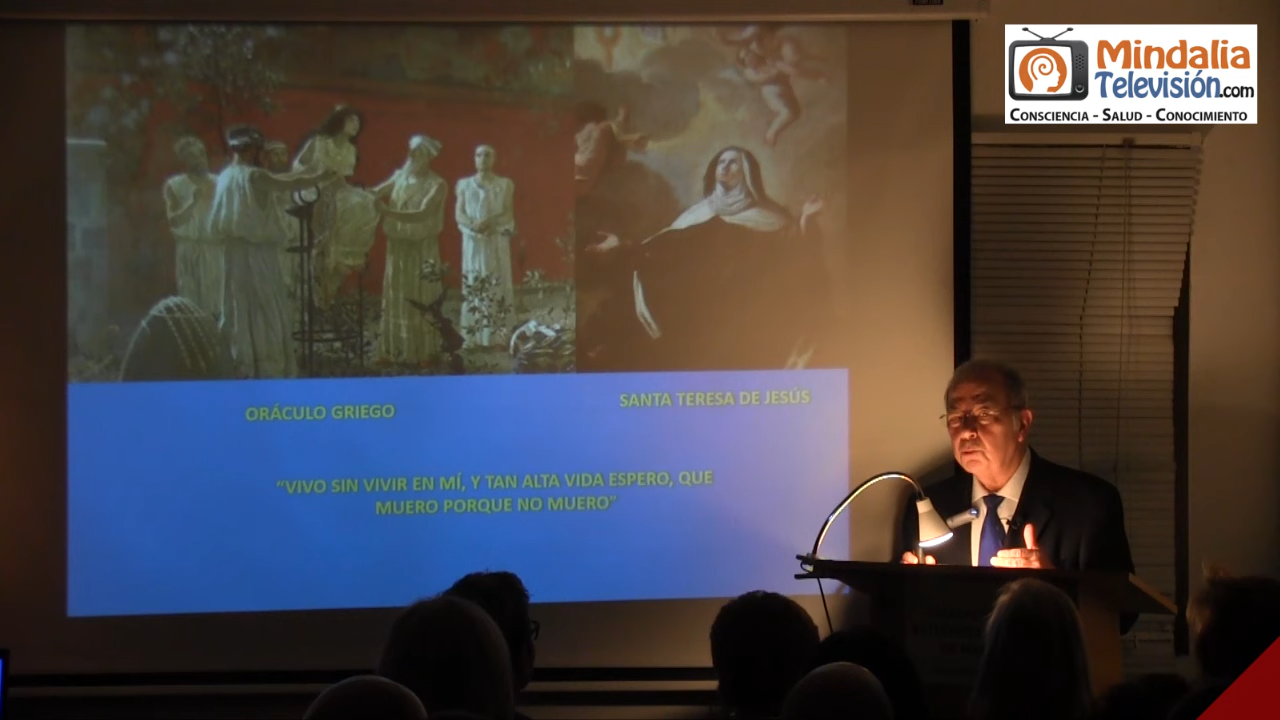 Mindalia
Televisión.com
CONSCIENCIA - SALUD - CONOCIMIENTO
ORÁCULO GRIEGO
SANTA TERESA DE JESÚS
"VIVO SIN VIVIR EN MÍ, Y TAN ALTA VIDA ESPERO, QUE
MUERO PORQUE NO MUERO"